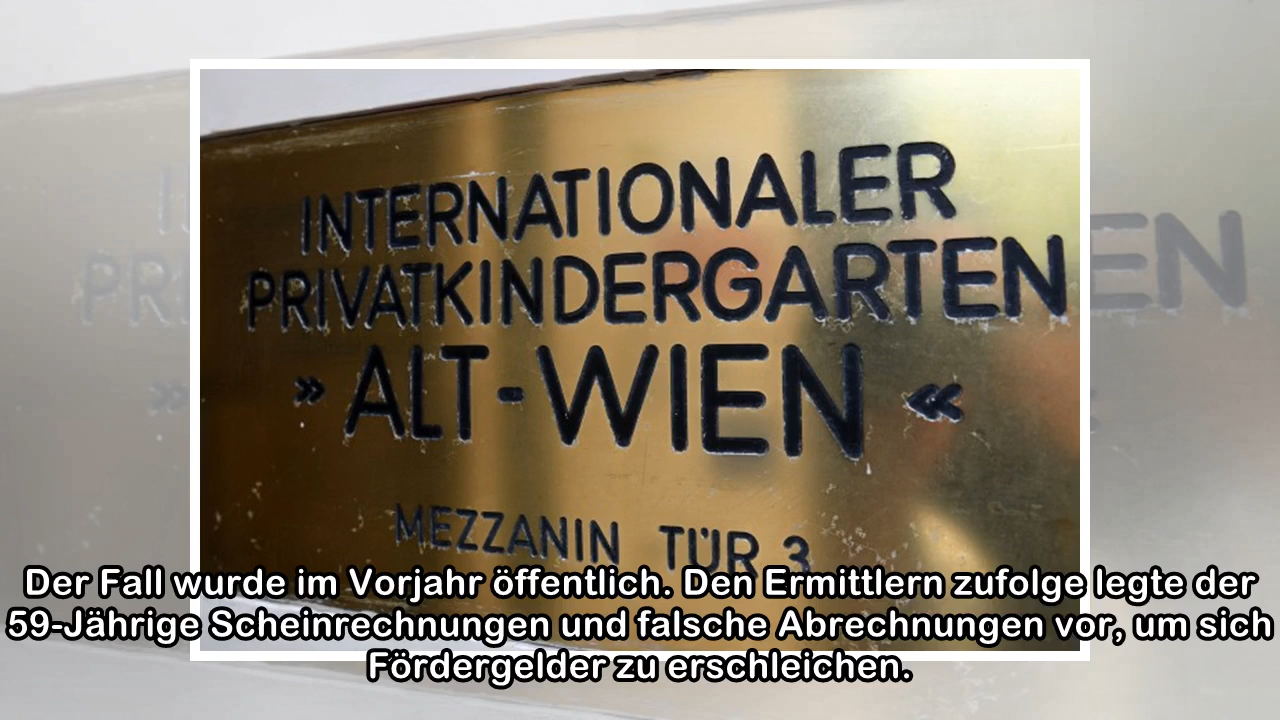 INTERNATIONALER
PRIVATKINDERGARTEN
» ALT-WIEN «
MEZZANIN TÜR 3
Der Fall wurde im Vorjahr öffentlich. Den Ermittlern zufolge legte der
59-Jährige Scheinrechnungen und falsche Abrechnungen vor, um sich
Fördergelder zu erschleichen.